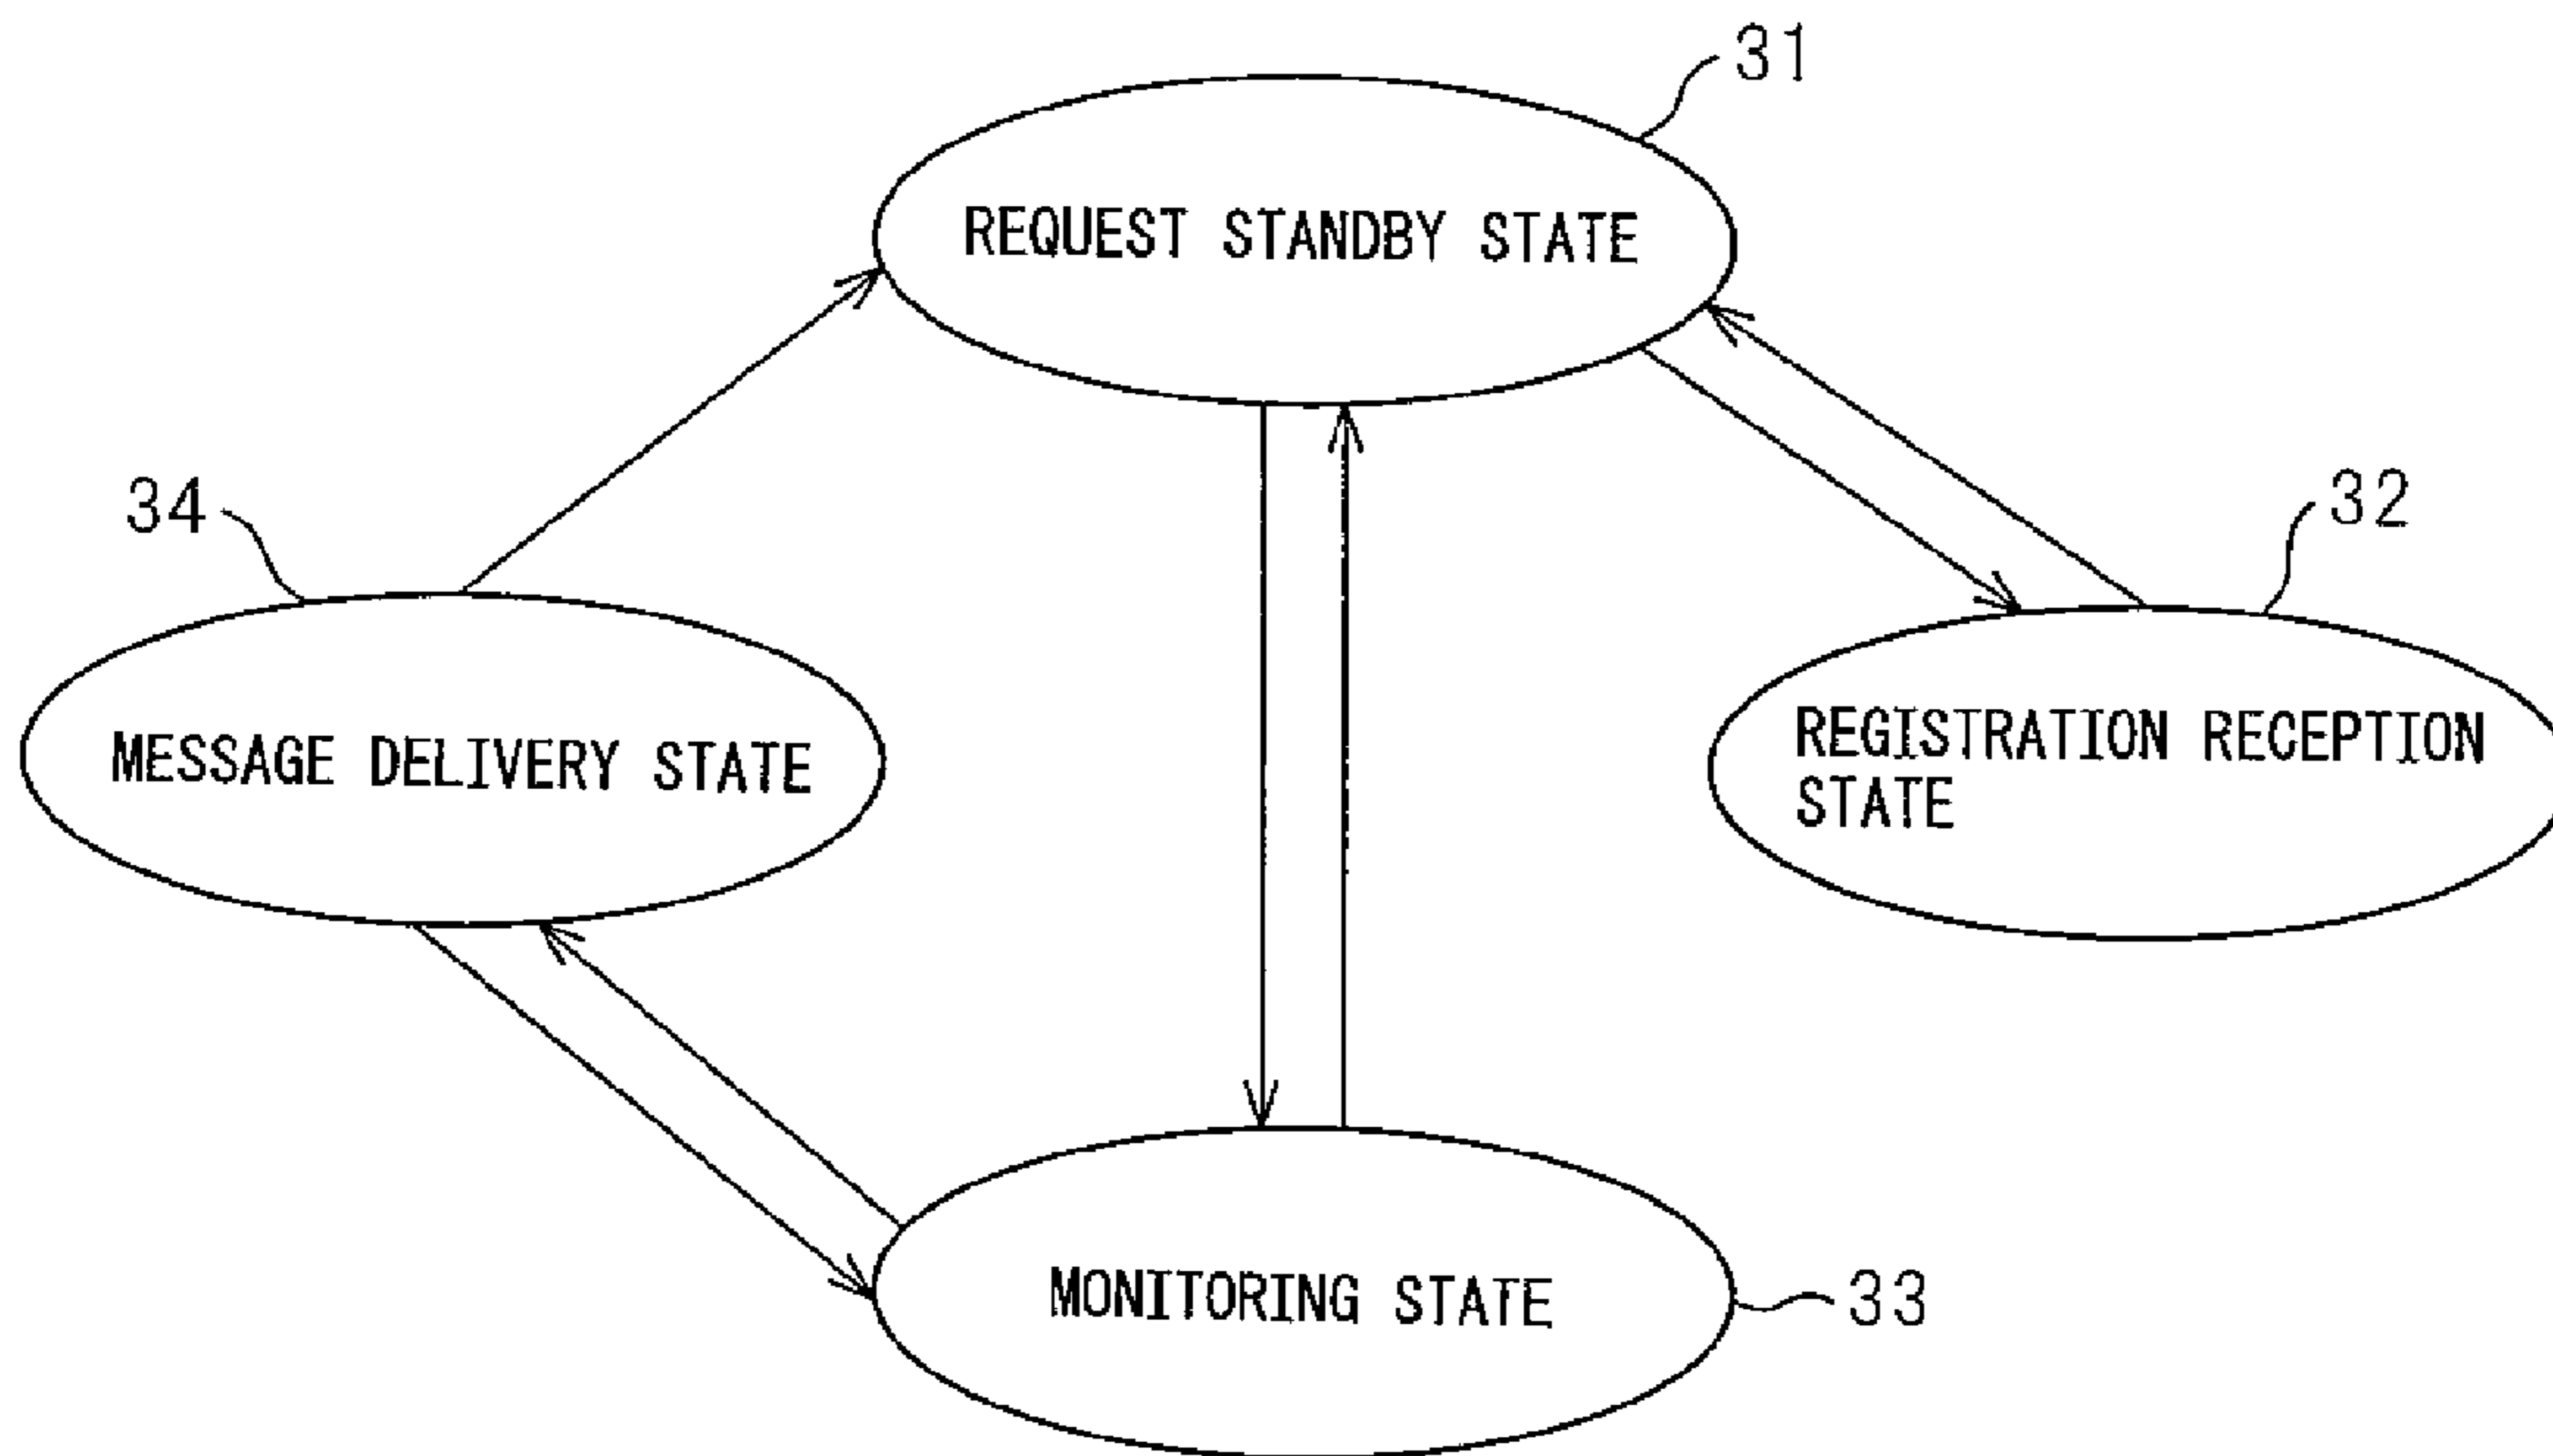 31
REQUEST STANDBY STATE
34
32
MESSAGE DELIVERY STATE
REGISTRATION RECEPTION
STATE
MONITORING STATE
33